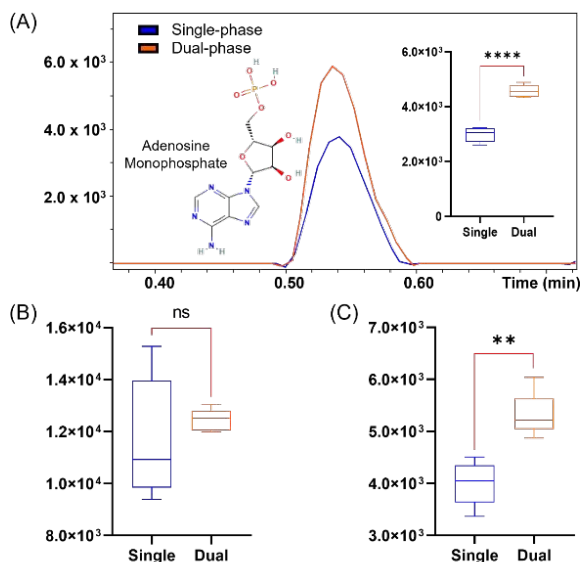 (A)
Single-phase
Dual-phase
6.0 × 10³
4.0 × 10³
2.0 × 10³
Adenosine
Monophosphate
O H
H
O P O
O
O
O H
O H
N N
N N
N
H H
6.0×10³
4.0×10³
2.0×10³
0
****
Single Dual
0.40 0.50 0.60 Time (min)
(B)
1.6×10⁴
1.4×10⁴
1.2×10⁴
1.0×10⁴
8.0×10³
ns
Single Dual
(C)
7.0×10³
6.0×10³
5.0×10³
4.0×10³
3.0×10³
**
Single Dual